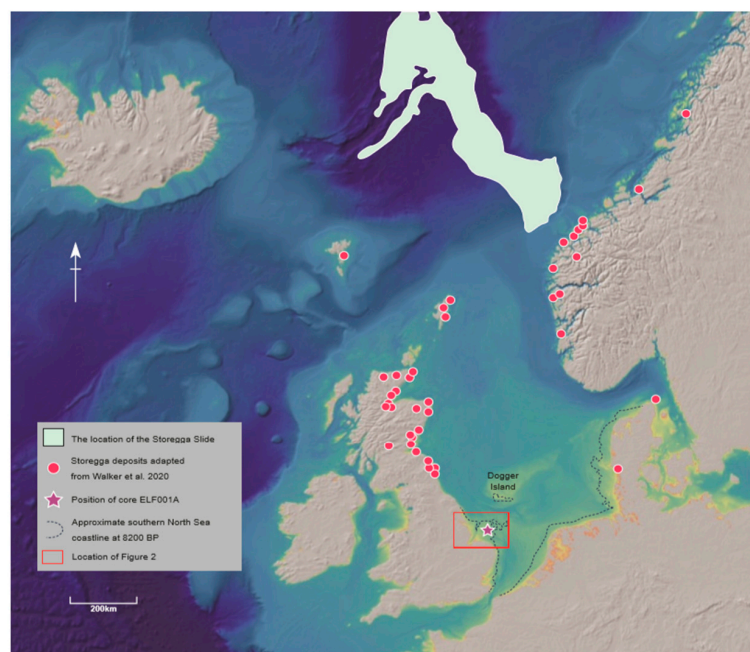 Dogger
Island
The location of the Storegga Slide
Storegga deposits adapted
from Walker et al. 2020
Position of core ELF001A
Approximate southern North Sea
coastline at 8200 BP
Location of Figure 2
200km